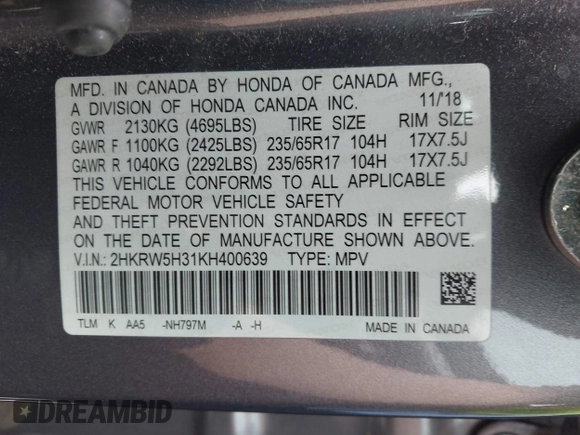 MFD. IN CANADA BY HONDA OF CANADA MFG.,
A DIVISION OF HONDA CANADA INC. 11/18
GVWR 2130KG (4695LBS) TIRE SIZE RIM SIZE
GAWR F 1100KG (2425LBS) 235/65R17 104H 17X7.5J
GAWR R 1040KG (2292LBS) 235/65R17 104H 17X7.5J
THIS VEHICLE CONFORMS TO ALL APPLICABLE
FEDERAL MOTOR VEHICLE SAFETY
AND THEFT PREVENTION STANDARDS IN EFFECT
ON THE DATE OF MANUFACTURE SHOWN ABOVE.
V.I.N.: 2HKRW5H31KH400639 TYPE: MPV
TLM K AA5 -NH797M -A -H MADE IN CANADA
DREAMBID